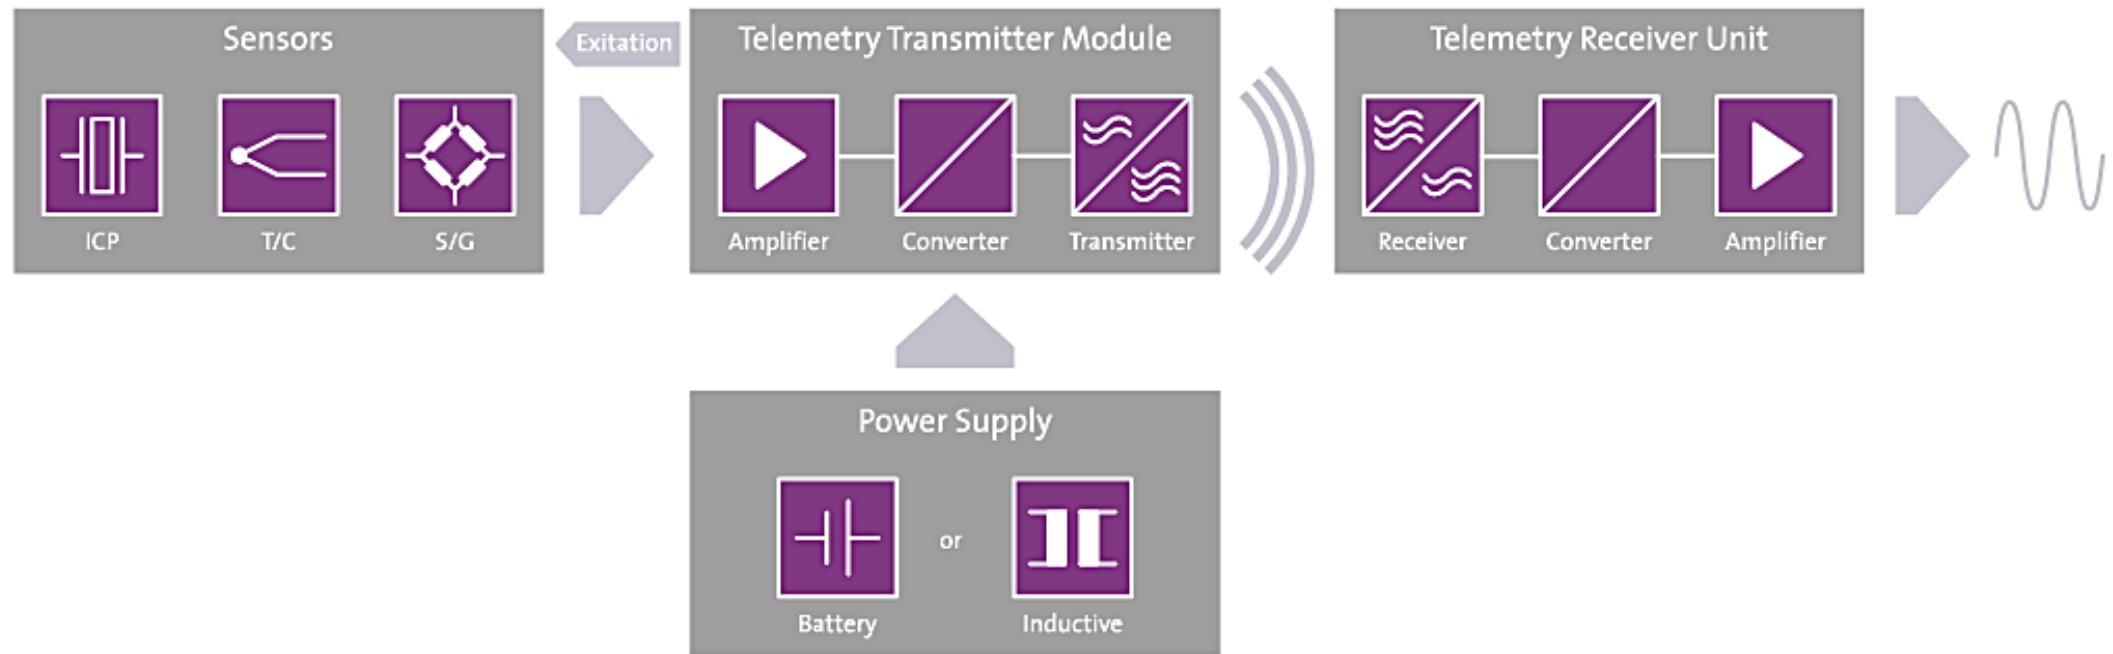 Sensors
ICP
T/C
S/G
Exitation
Telemetry Transmitter Module
Amplifier
Converter
Transmitter
Telemetry Receiver Unit
Receiver
Converter
Amplifier
Power Supply
Battery
or
Inductive